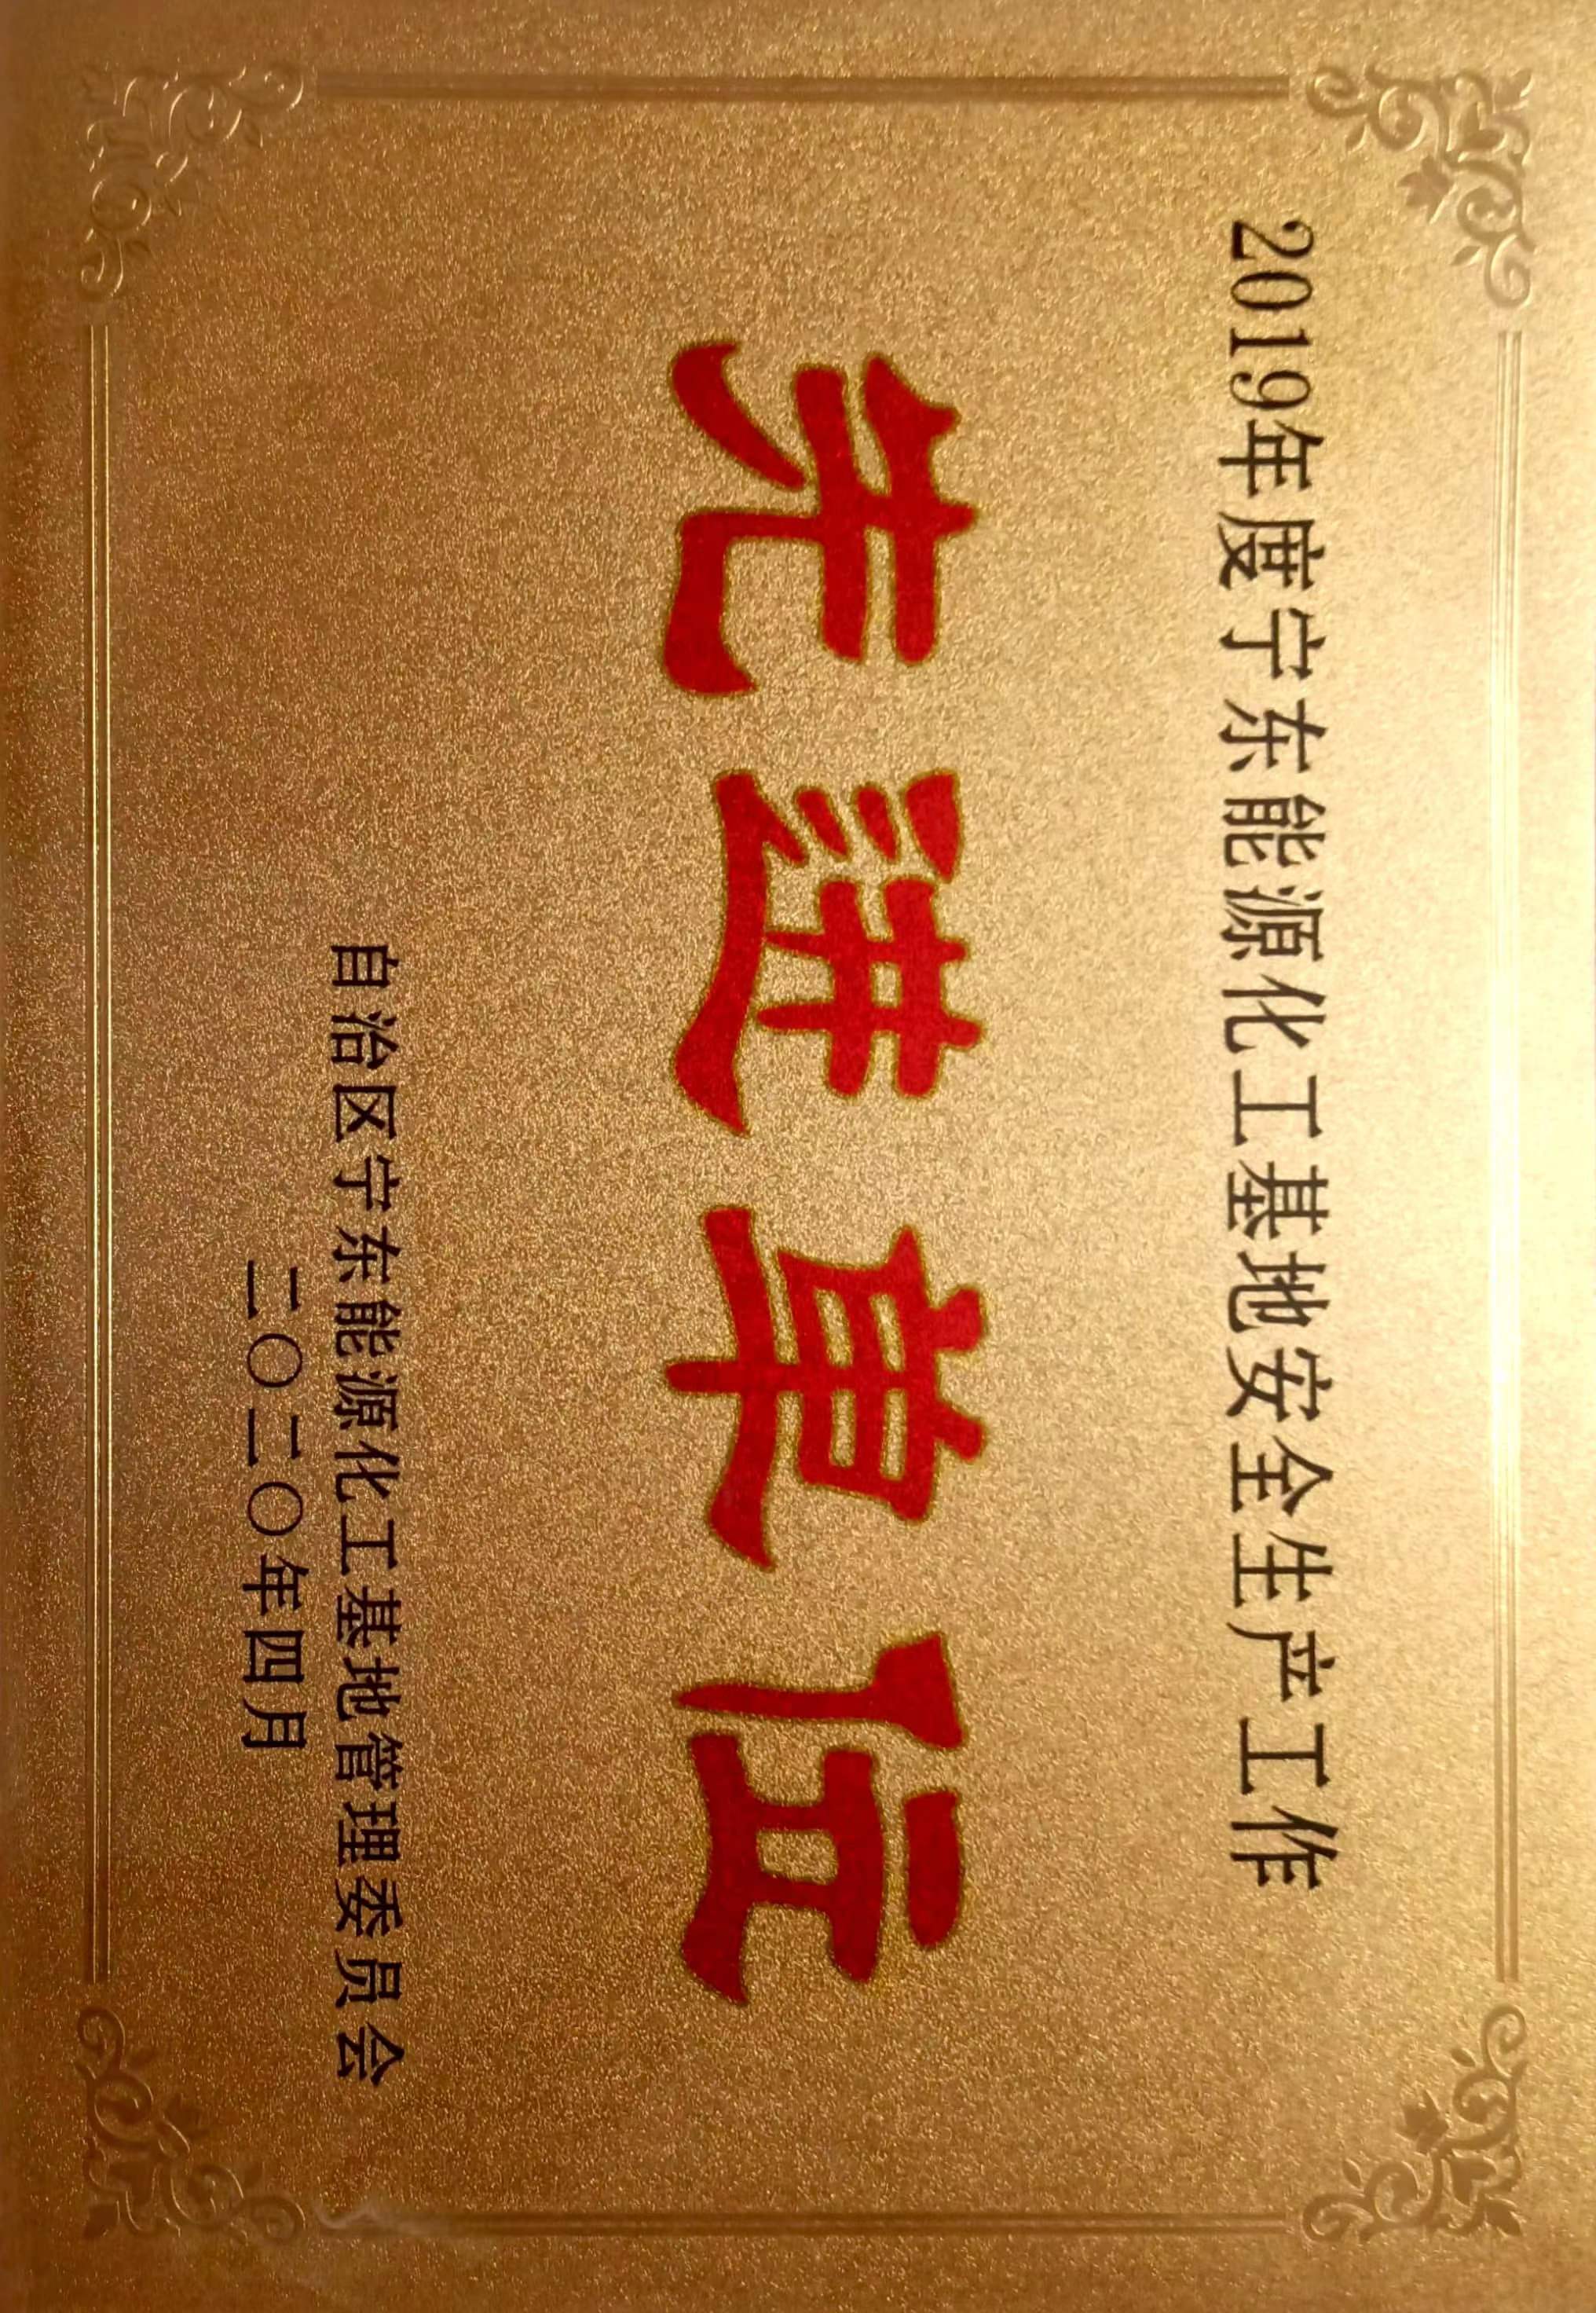 2019年度宁东能源化工基地安全生产工作
先进单位
自治区宁东能源化工基地管理委员会
二〇二〇年四月